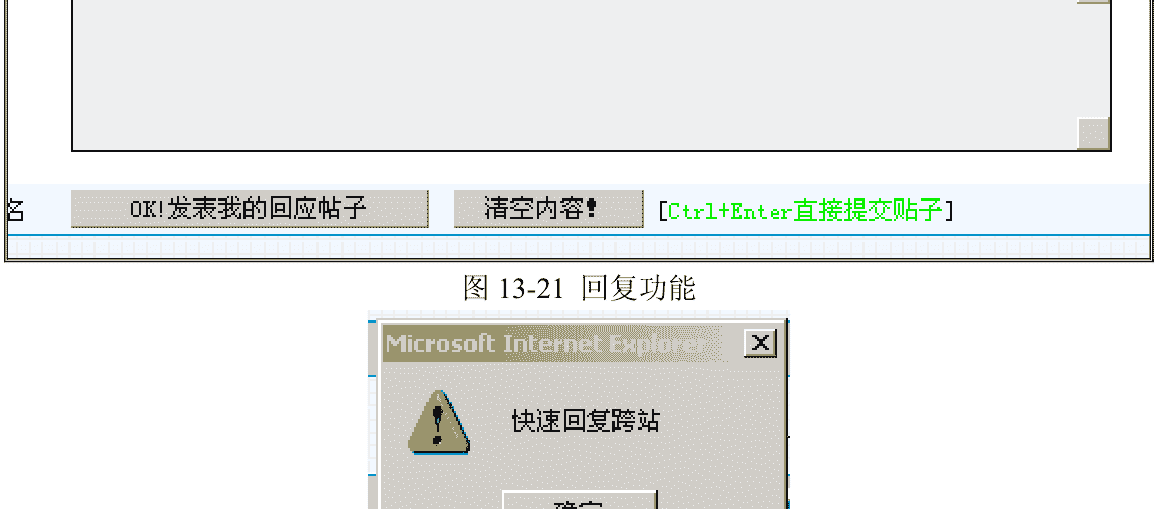 名 OK!发表我的回应帖子 清空内容! [Ctrl+Enter直接提交贴子]
图 13-21 回复功能
Microsoft Internet Explorer
快速回复跨站
确定